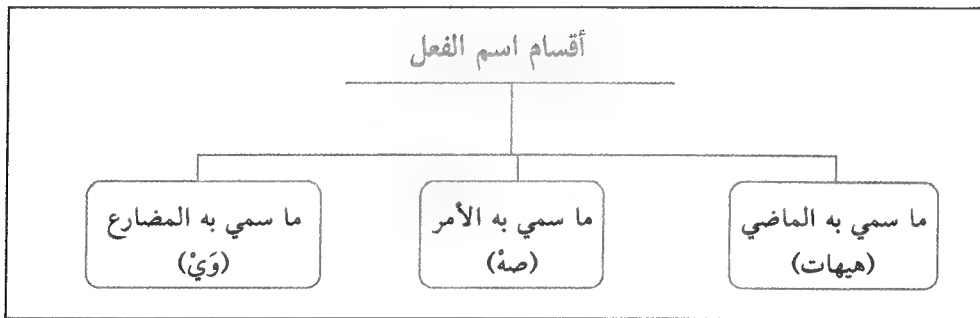 أقسام اسم الفعل
ما سمي به الماضي
(هيهات)
ما سمي به الأمر
(صهْ)
ما سمي به المضارع
(وَيْ)